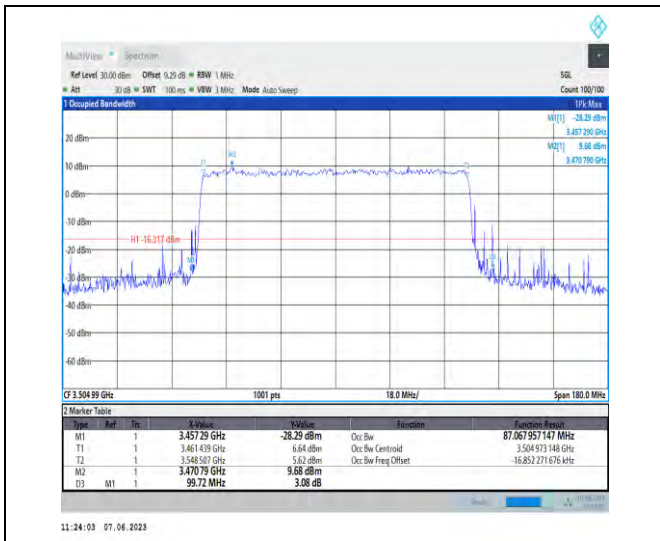 MultiView Spectrum
Ref Level 30.00 dBm Offset 9.29 dB RBW 1 MHz SGL
Att 30 dB SWT 100 ms VBW 3 MHz Mode Auto Sweep Count 100/100
1 Occupied Bandwidth 1Pk Max
M1[1] -28.29 dBm
3.457 290 GHz
M2[1] 9.68 dBm
3.470 790 GHz
20 dBm
T1 M2
10 dBm
0 dBm
-10 dBm
H1 -16.317 dBm
-20 dBm
M1 D3
-30 dBm
-40 dBm
-50 dBm
-60 dBm
CF 3.504 99 GHz 1001 pts 18.0 MHz/ Span 180.0 MHz
2 Marker Table
Type Ref Trc X-Value Y-Value Function Function Result
M1 1 3.457 29 GHz -28.29 dBm Occ Bw 87.067 957 147 MHz
T1 1 3.461 439 GHz 6.64 dBm Occ Bw Centroid 3.504 973 148 GHz
T2 1 3.548 507 GHz 5.62 dBm Occ Bw Freq Offset -16.852 271 676 kHz
M2 1 3.470 79 GHz 9.68 dBm
D3 M1 1 99.72 MHz 3.08 dB
11:24:03 07.06.2023